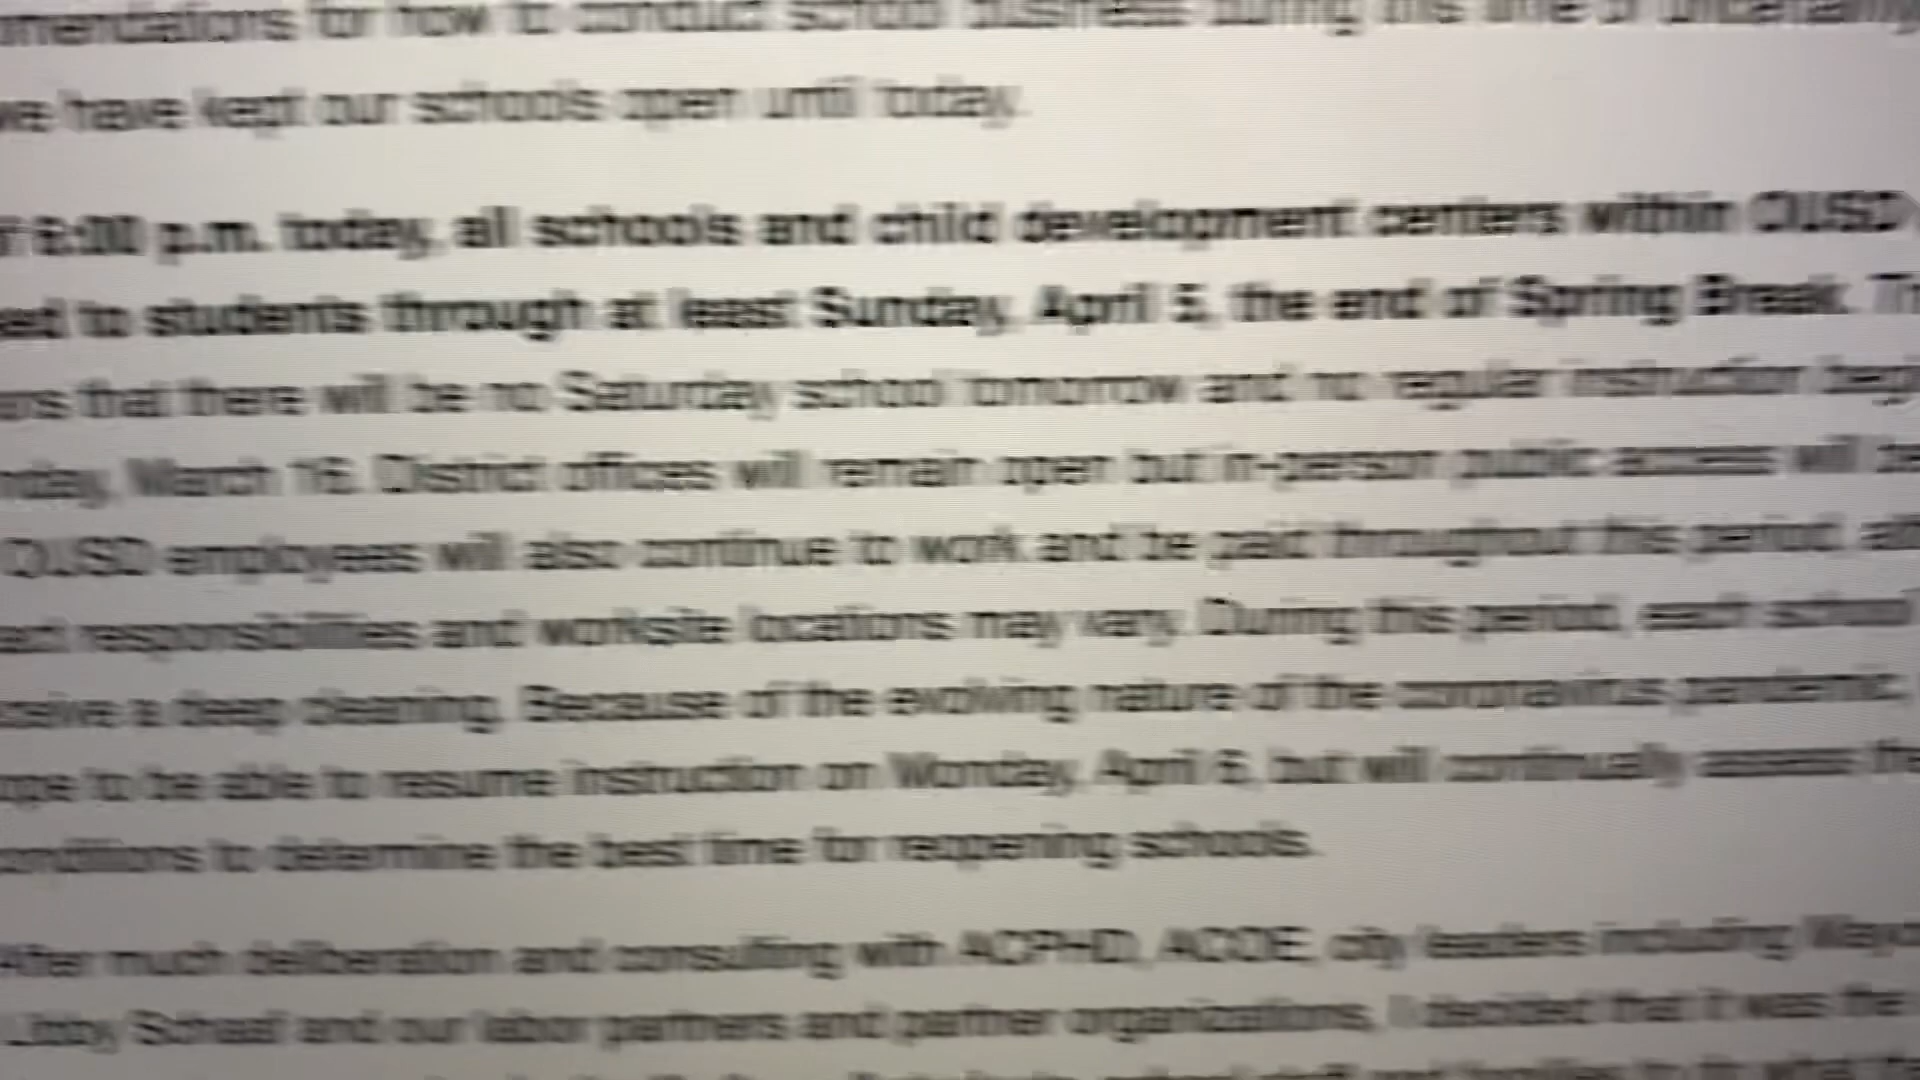 for how to conduct school business during this time of
we have kept our schools open until today.
p.m. today, all schools and child development centers within OUSD
to students through at least Sunday, April 5, the end of Spring Break.
that there will be no Saturday school tomorrow and no regular instruction
March 16. District offices will remain open but in-person public access will be
OUSD employees will also continue to work and be paid throughout this period,
responsibilities and worksite locations may vary. During this period, each school
a deep cleaning. Because of the evolving nature of the coronavirus pandemic,
to be able to resume instruction on Monday, April 6, but will continually assess the
to determine the best time for reopening schools.
After much deliberation and consulting with ACPHD, ACOE, city leaders including
Libby Schaaf and our labor partners and partner organizations, I decided that it was the